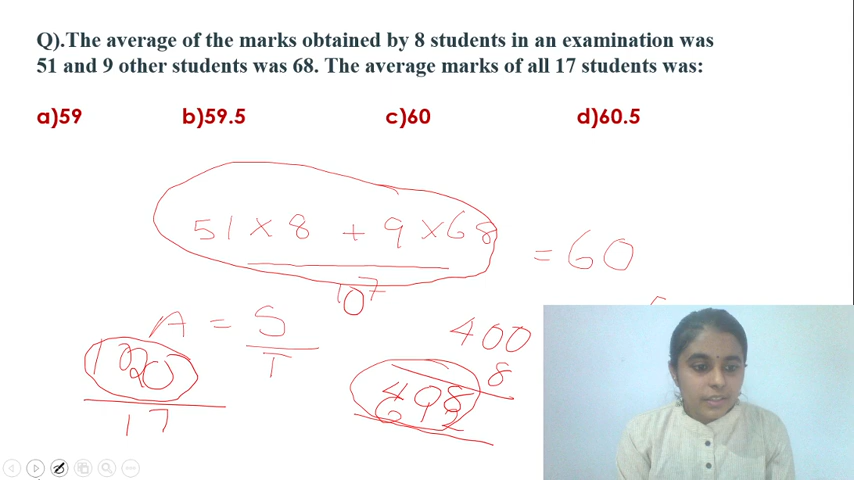 Q).The average of the marks obtained by 8 students in an examination was
51 and 9 other students was 68. The average marks of all 17 students was:
a)59 b)59.5 c)60 d)60.5
51 × 8 + 9 × 68
= 60
A = S
T
400
8
1020
17